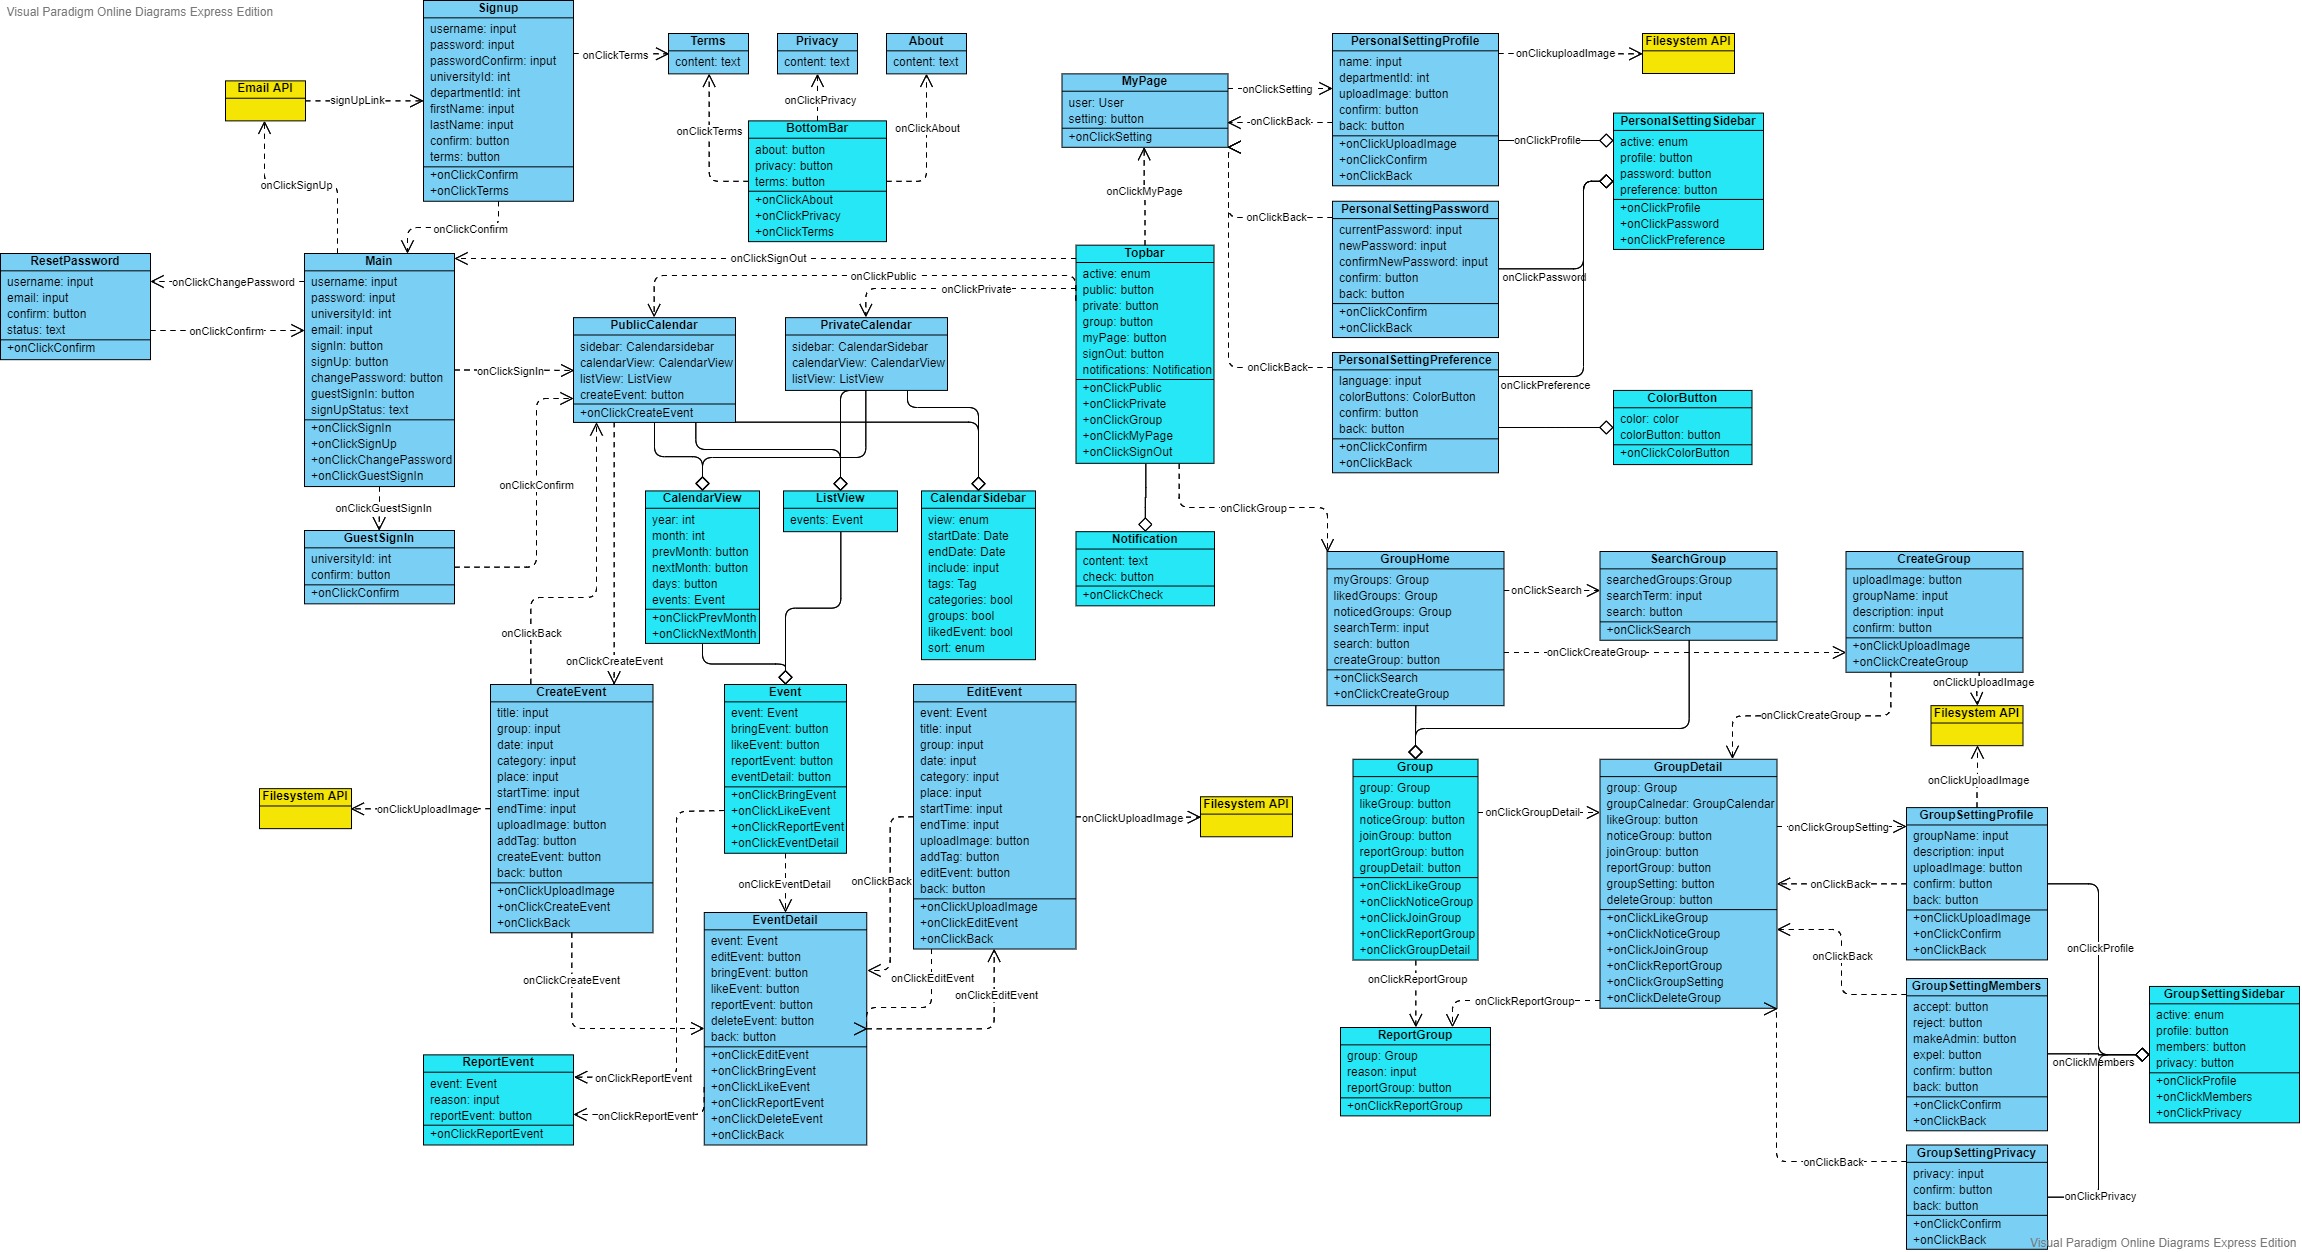 Visual Paradigm Online Diagrams Express Edition
Signup
username: input
password: input
passwordConfirm: input
universityId: int
departmentId: int
firstName: input
lastName: input
confirm: button
terms: button
+onClickConfirm
+onClickTerms
onClickTerms
Terms
content: text
Privacy
content: text
About
content: text
onClickPrivacy
onClickTerms
onClickAbout
BottomBar
about: button
privacy: button
terms: button
+onClickAbout
+onClickPrivacy
+onClickTerms
Email API
signUpLink
onClickSignUp
onClickConfirm
ResetPassword
username: input
email: input
confirm: button
status: text
+onClickConfirm
onClickChangePassword
onClickConfirm
Main
username: input
password: input
universityId: int
email: input
signIn: button
signUp: button
changePassword: button
guestSignIn: button
signUpStatus: text
+onClickSignIn
+onClickSignUp
+onClickChangePassword
+onClickGuestSignIn
onClickGuestSignIn
GuestSignIn
universityId: int
confirm: button
+onClickConfirm
onClickSignIn
onClickConfirm
onClickSignOut
onClickPublic
onClickPrivate
PublicCalendar
sidebar: Calendarsidebar
calendarView: CalendarView
listView: ListView
createEvent: button
+onClickCreateEvent
PrivateCalendar
sidebar: CalendarSidebar
calendarView: CalendarView
listView: ListView
CalendarView
year: int
month: int
prevMonth: button
nextMonth: button
days: button
events: Event
+onClickPrevMonth
+onClickNextMonth
ListView
events: Event
CalendarSidebar
view: enum
startDate: Date
endDate: Date
include: input
tags: Tag
categories: bool
groups: bool
likedEvent: bool
sort: enum
onClickBack
onClickCreateEvent
CreateEvent
title: input
group: input
date: input
category: input
place: input
startTime: input
endTime: input
uploadImage: button
addTag: button
createEvent: button
back: button
+onClickUploadImage
+onClickCreateEvent
+onClickBack
Filesystem API
onClickUploadImage
onClickCreateEvent
Event
event: Event
bringEvent: button
likeEvent: button
reportEvent: button
eventDetail: button
+onClickBringEvent
+onClickLikeEvent
+onClickReportEvent
+onClickEventDetail
onClickEventDetail
EditEvent
event: Event
title: input
group: input
date: input
category: input
place: input
startTime: input
endTime: input
uploadImage: button
addTag: button
editEvent: button
back: button
+onClickUploadImage
+onClickEditEvent
+onClickBack
onClickUploadImage
Filesystem API
onClickBack
onClickEditEvent
onClickEditEvent
EventDetail
event: Event
editEvent: button
bringEvent: button
likeEvent: button
reportEvent: button
deleteEvent: button
back: button
+onClickEditEvent
+onClickBringEvent
+onClickLikeEvent
+onClickReportEvent
+onClickDeleteEvent
+onClickBack
ReportEvent
event: Event
reason: input
reportEvent: button
+onClickReportEvent
onClickReportEvent
onClickReportEvent
MyPage
user: User
setting: button
+onClickSetting
onClickSetting
onClickBack
onClickMyPage
Topbar
active: enum
public: button
private: button
group: button
myPage: button
signOut: button
notifications: Notification
+onClickPublic
+onClickPrivate
+onClickGroup
+onClickMyPage
+onClickSignOut
Notification
content: text
check: button
+onClickCheck
onClickGroup
PersonalSettingProfile
name: input
departmentId: int
uploadImage: button
confirm: button
back: button
+onClickUploadImage
+onClickConfirm
+onClickBack
onClickuploadImage
Filesystem API
onClickProfile
PersonalSettingSidebar
active: enum
profile: button
password: button
preference: button
+onClickProfile
+onClickPassword
+onClickPreference
onClickBack
PersonalSettingPassword
currentPassword: input
newPassword: input
confirmNewPassword: input
confirm: button
back: button
+onClickConfirm
+onClickBack
onClickPassword
onClickBack
PersonalSettingPreference
language: input
colorButtons: ColorButton
confirm: button
back: button
+onClickConfirm
+onClickBack
onClickPreference
ColorButton
color: color
colorButton: button
+onClickColorButton
GroupHome
myGroups: Group
likedGroups: Group
noticedGroups: Group
searchTerm: input
search: button
createGroup: button
+onClickSearch
+onClickCreateGroup
onClickSearch
onClickCreateGroup
SearchGroup
searchedGroups:Group
searchTerm: input
search: button
+onClickSearch
CreateGroup
uploadImage: button
groupName: input
description: input
confirm: button
+onClickUploadImage
+onClickCreateGroup
onClickUploadImage
onClickCreateGroup
Filesystem API
onClickUploadImage
Group
group: Group
likeGroup: button
noticeGroup: button
joinGroup: button
reportGroup: button
groupDetail: button
+onClickLikeGroup
+onClickNoticeGroup
+onClickJoinGroup
+onClickReportGroup
+onClickGroupDetail
onClickGroupDetail
onClickReportGroup
onClickReportGroup
ReportGroup
group: Group
reason: input
reportGroup: button
+onClickReportGroup
GroupDetail
group: Group
groupCalnedar: GroupCalendar
likeGroup: button
noticeGroup: button
joinGroup: button
reportGroup: button
groupSetting: button
deleteGroup: button
+onClickLikeGroup
+onClickNoticeGroup
+onClickJoinGroup
+onClickReportGroup
+onClickGroupSetting
+onClickDeleteGroup
onClickGroupSetting
onClickBack
onClickBack
onClickBack
GroupSettingProfile
groupName: input
description: input
uploadImage: button
confirm: button
back: button
+onClickUploadImage
+onClickConfirm
+onClickBack
onClickProfile
GroupSettingMembers
accept: button
reject: button
makeAdmin: button
expel: button
confirm: button
back: button
+onClickConfirm
+onClickBack
onClickMembers
GroupSettingSidebar
active: enum
profile: button
members: button
privacy: button
+onClickProfile
+onClickMembers
+onClickPrivacy
GroupSettingPrivacy
privacy: input
confirm: button
back: button
+onClickConfirm
+onClickBack
onClickPrivacy
Visual Paradigm Online Diagrams Express Edition